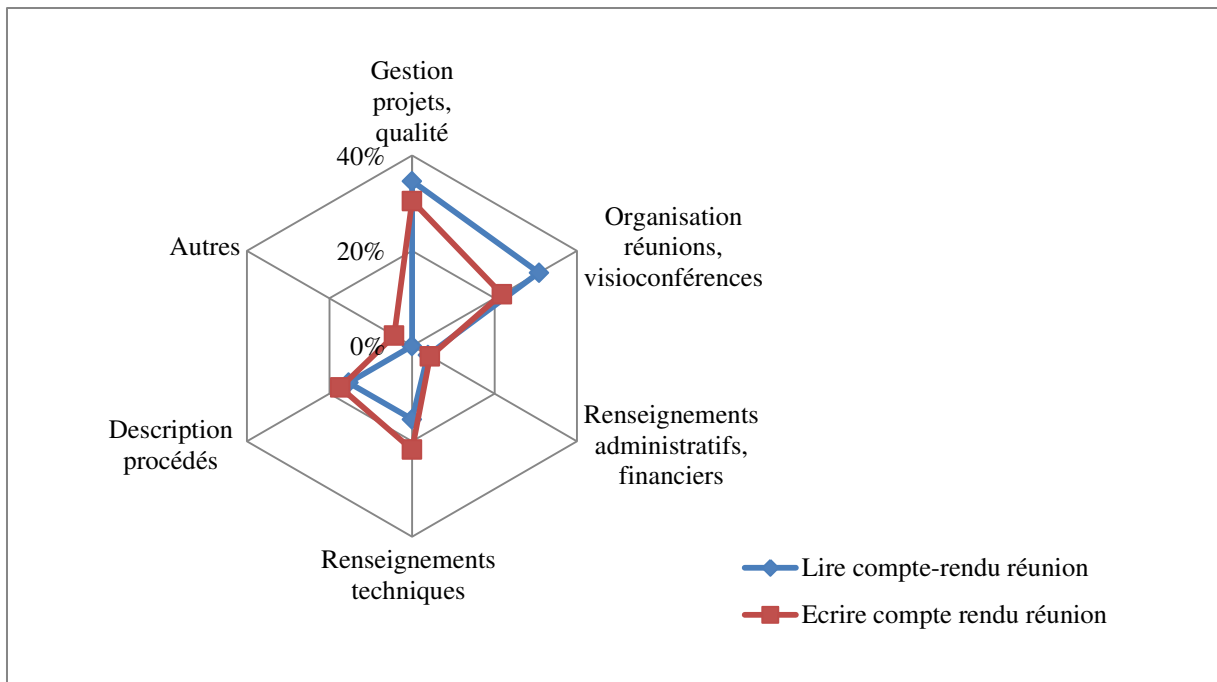 Gestion
projets,
qualité
40%
Organisation
réunions,
visioconférences
Autres
20%
0%
Renseignements
administratifs,
financiers
Description
procédés
Renseignements
techniques
Lire compte-rendu réunion
Ecrire compte rendu réunion